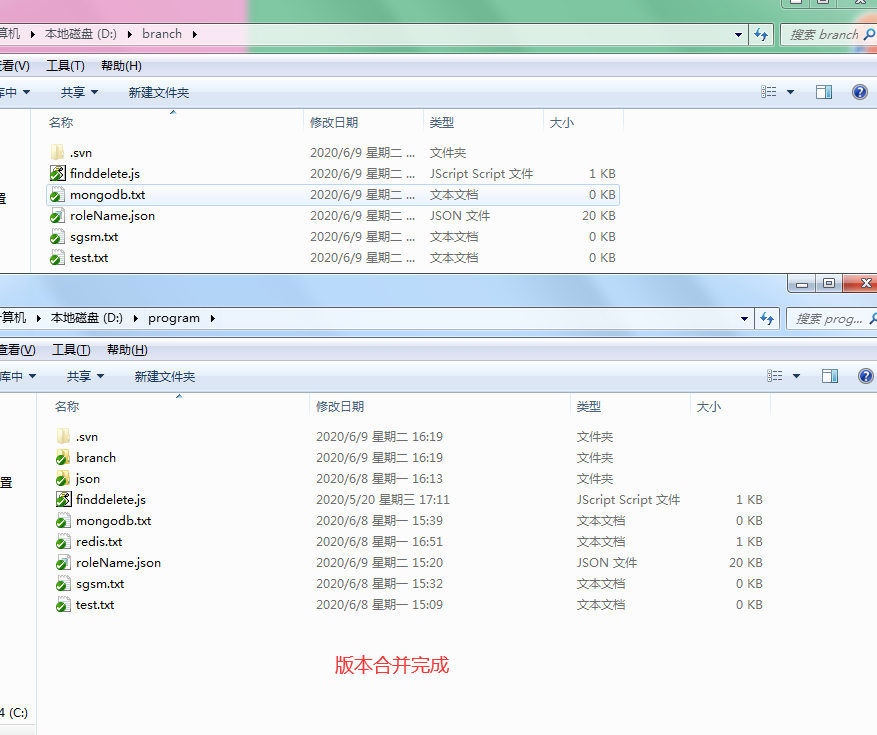 算机 本地磁盘 (D:) branch 搜索 branch
查看(V) 工具(T) 帮助(H)
库中 共享 新建文件夹
名称 修改日期 类型 大小
.svn 2020/6/9 星期二 ... 文件夹
finddelete.js 2020/6/9 星期二 ... JScript Script 文件 1 KB
mongodb.txt 2020/6/9 星期二 ... 文本文档 0 KB
roleName.json 2020/6/9 星期二 ... JSON 文件 20 KB
sgsm.txt 2020/6/9 星期二 ... 文本文档 0 KB
test.txt 2020/6/9 星期二 ... 文本文档 0 KB
置
计算机 本地磁盘 (D:) program 搜索 prog...
查看(V) 工具(T) 帮助(H)
库中 共享 新建文件夹
名称 修改日期 类型 大小
.svn 2020/6/9 星期二 16:19 文件夹
branch 2020/6/9 星期二 16:19 文件夹
json 2020/6/8 星期一 16:13 文件夹
置
finddelete.js 2020/5/20 星期三 17:11 JScript Script 文件 1 KB
mongodb.txt 2020/6/8 星期一 15:39 文本文档 0 KB
redis.txt 2020/6/8 星期一 16:51 文本文档 1 KB
roleName.json 2020/6/9 星期二 15:20 JSON 文件 20 KB
sgsm.txt 2020/6/8 星期一 15:32 文本文档 0 KB
test.txt 2020/6/8 星期一 15:09 文本文档 0 KB
版本合并完成
4 (C:)